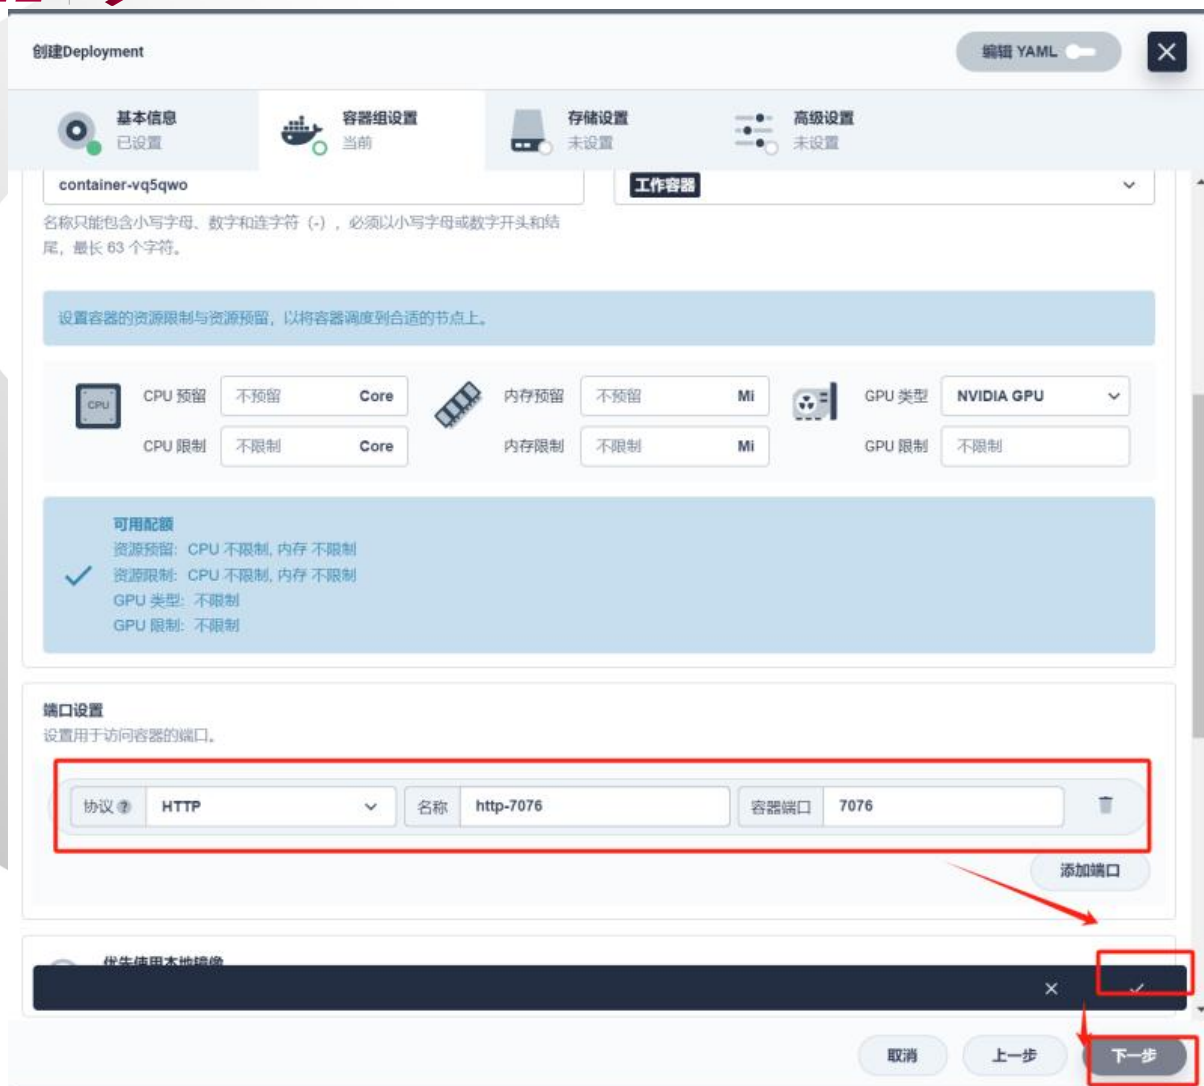 创建Deployment
编辑 YAML
基本信息
已设置
容器组设置
当前
存储设置
未设置
高级设置
未设置
container-vq5qwo
工作容器
名称只能包含小写字母、数字和连字符（-），必须以小写字母或数字开头和结
尾，最长 63 个字符。
设置容器的资源限制与资源预留，以将容器调度到合适的节点上。
CPU
CPU 预留 不预留 Core
内存预留 不预留 Mi
GPU 类型 NVIDIA GPU
CPU 限制 不限制 Core
内存限制 不限制 Mi
GPU 限制 不限制
可用配额
资源预留：CPU 不限制, 内存 不限制
资源限制：CPU 不限制, 内存 不限制
GPU 类型：不限制
GPU 限制：不限制
端口设置
设置用于访问容器的端口。
协议 HTTP 名称 http-7076 容器端口 7076
添加端口
优先使用本地镜像
取消 上一步 下一步